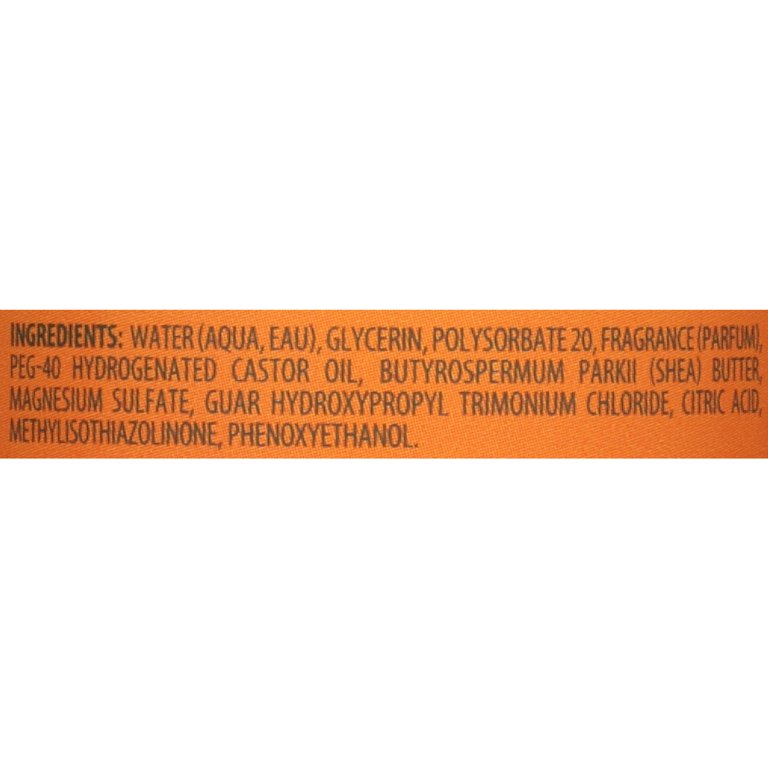 INGREDIENTS: WATER (AQUA, EAU), GLYCERIN, POLYSORBATE 20, FRAGRANCE (PARFUM),
PEG-40 HYDROGENATED CASTOR OIL, BUTYROSPERMUM PARKII (SHEA) BUTTER,
MAGNESIUM SULFATE, GUAR HYDROXYPROPYL TRIMONIUM CHLORIDE, CITRIC ACID,
METHYLISOTHIAZOLINONE, PHENOXYETHANOL.